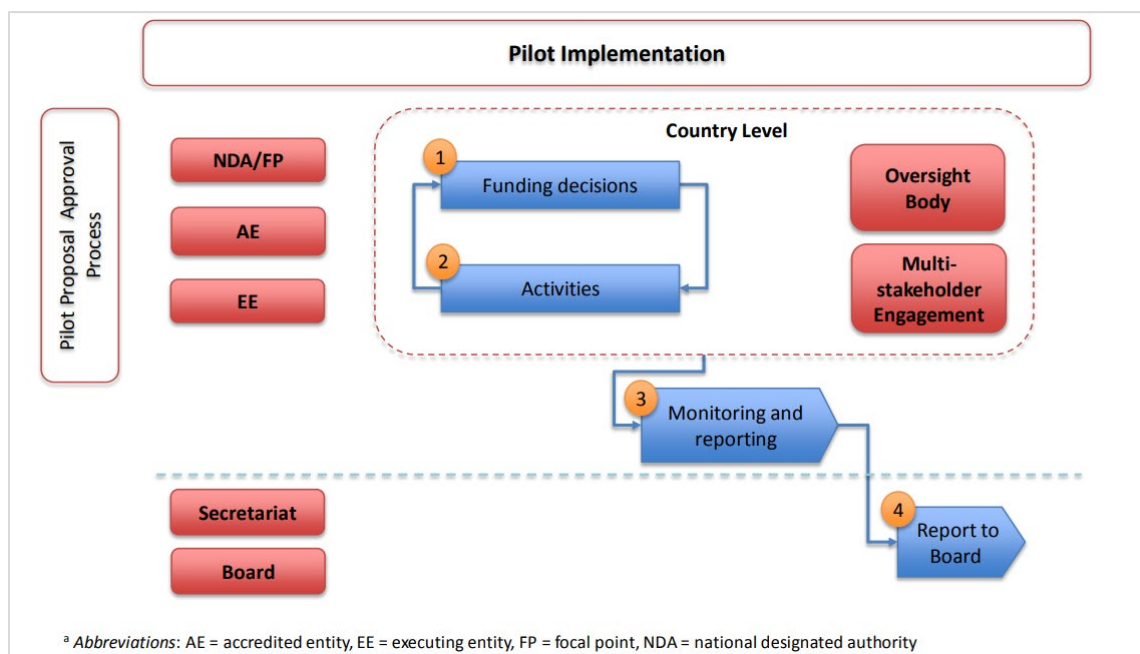 Pilot Implementation
Pilot Proposal Approval
Process
NDA/FP
AE
EE
Country Level
1
Funding decisions
2
Activities
Oversight
Body
Multi-
stakeholder
Engagement
3
Monitoring and
reporting
Secretariat
Board
4
Report to
Board
a Abbreviations: AE = accredited entity, EE = executing entity, FP = focal point, NDA = national designated authority